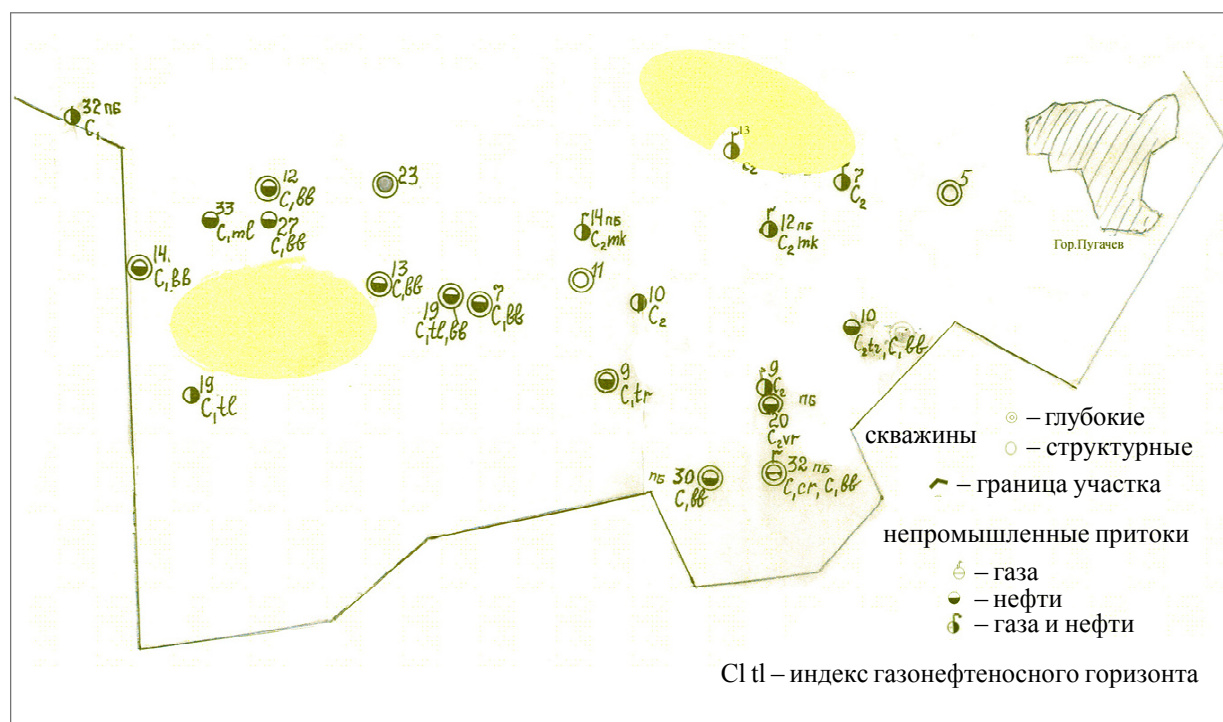 32 пБ
C₁
12
C₁bb
23
33
C₁ml
27
C₁bb
14
C₁bb
13
C₁bb
19
C₁tl,bb
7
C₁bb
19
C₁tl
14 пБ
C₂mk
11
10
C₂
9
C₁tr
13
C₂
7
C₂
5
12 пБ
C₂mk
Гор.Пугачев
10
C₂tr, C₁bb
9
C₂
пБ
20
C₂vr
пБ 30
C₁bb
32 пБ
C₁cr, C₁bb
скважины
– глубокие
– структурные
– граница участка
непромышленные притоки
– газа
– нефти
– газа и нефти
Cl tl – индекс газонефтеносного горизонта